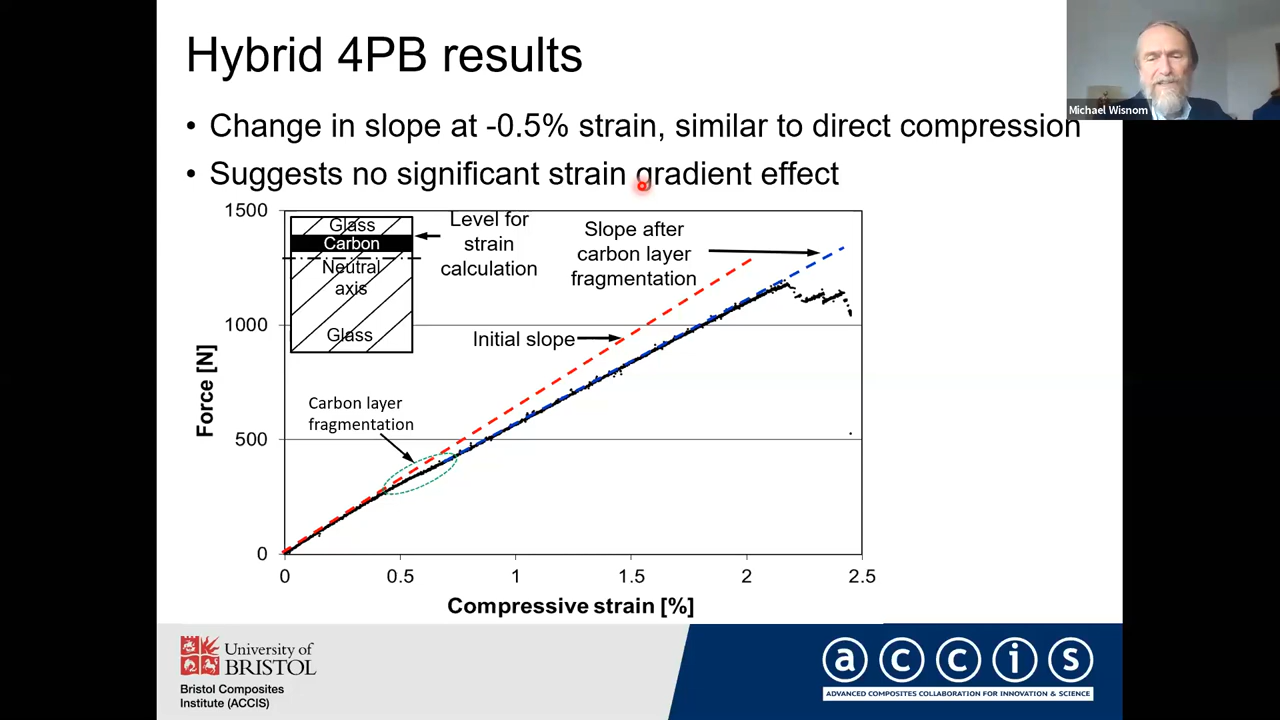 Hybrid 4PB results
Michael Wisnom
• Change in slope at -0.5% strain, similar to direct compression
• Suggests no significant strain gradient effect
1500
1000
500
0
Force [N]
Glass
Carbon
Neutral
axis
Glass
Level for
strain
calculation
Slope after
carbon layer
fragmentation
Initial slope
Carbon layer
fragmentation
0
0.5
1
1.5
2
2.5
Compressive strain [%]
University of
BRISTOL
Bristol Composites
Institute (ACCIS)
accis
ADVANCED COMPOSITES COLLABORATION FOR INNOVATION & SCIENCE